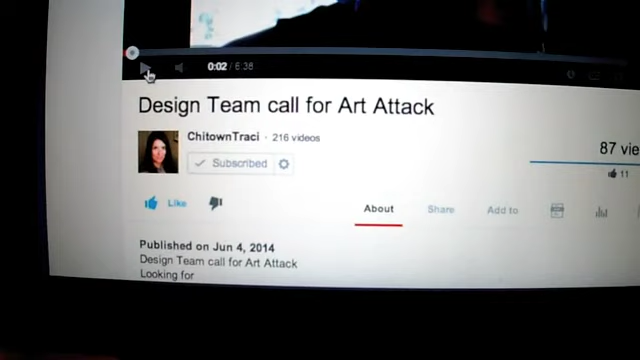 0:02 / 6:38
Design Team call for Art Attack
ChitownTraci · 216 videos
Subscribed
87 vie
11
Like
About Share Add to
Published on Jun 4, 2014
Design Team call for Art Attack
Looking for